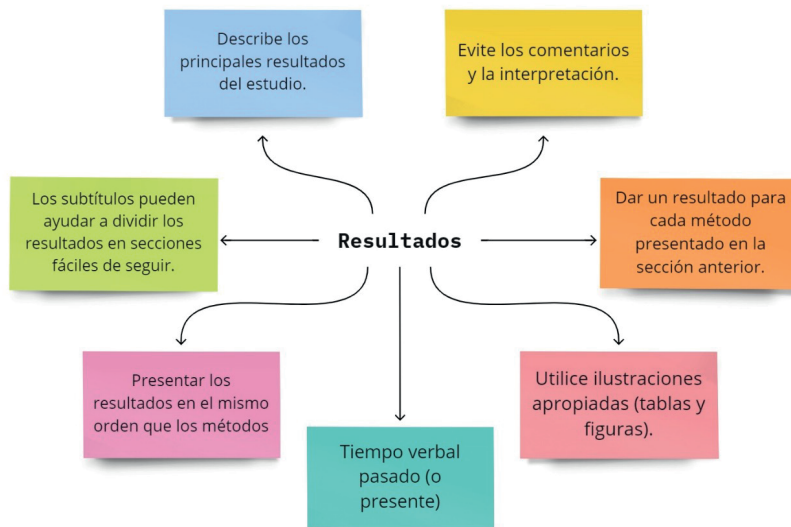 Describe los
principales resultados
del estudio.
Evite los comentarios
y la interpretación.
Los subtítulos pueden
ayudar a dividir los
resultados en secciones
fáciles de seguir.
Resultados
Dar un resultado para
cada método
presentado en la
sección anterior.
Presentar los
resultados en el mismo
orden que los métodos
Tiempo verbal
pasado (o
presente)
Utilice ilustraciones
apropiadas (tablas y
figuras).